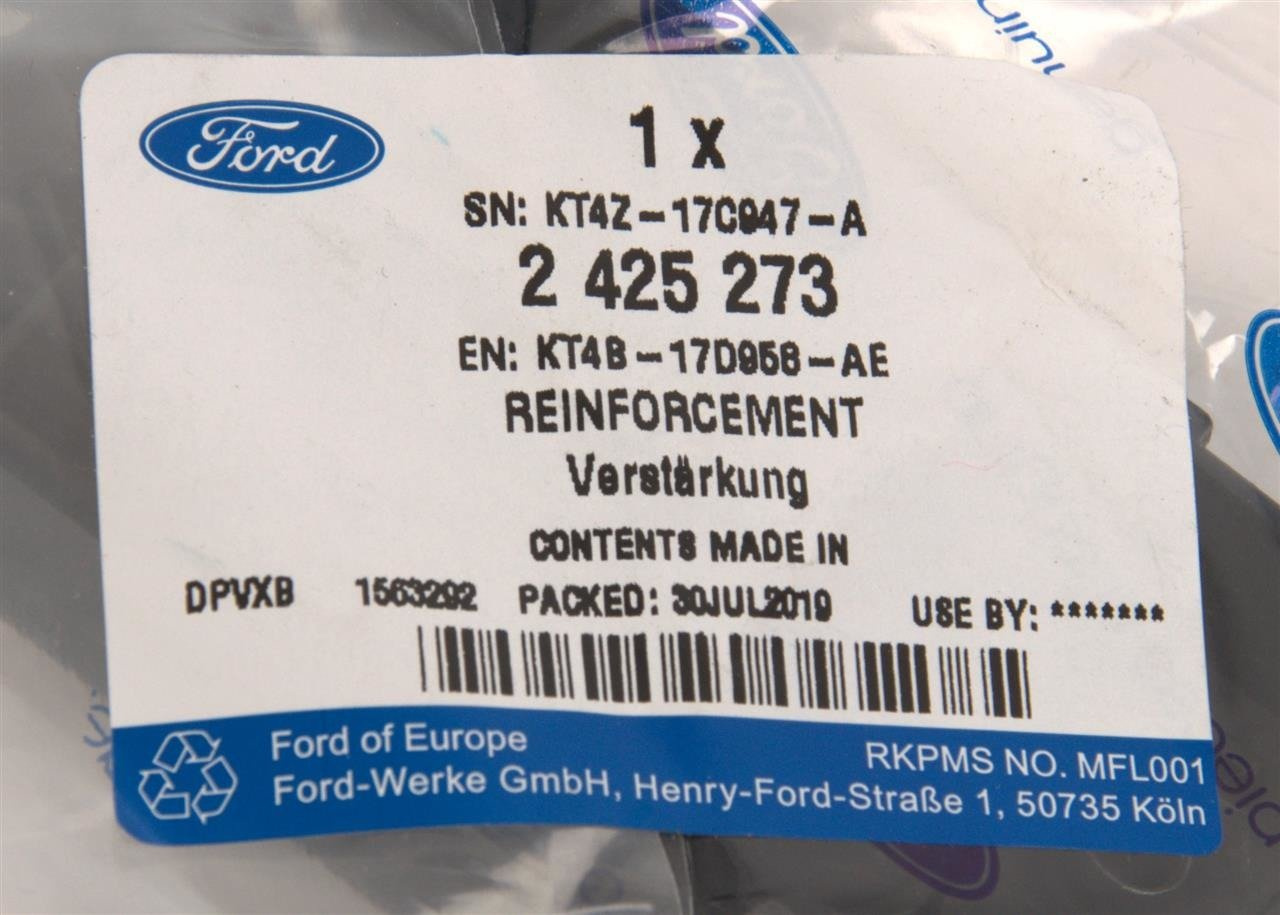 nuin
Ford
1 x
SN: KT4Z-17C947-A
2 425 273
EN: KT4B-17D958-AE
REINFORCEMENT
Verstärkung
CONTENTS MADE IN
DPVXB 1563292 PACKED: 30JUL2019 USE BY: *******
Ford of Europe
RKPMS NO. MFL001
Ford-Werke GmbH, Henry-Ford-Straße 1, 50735 Köln